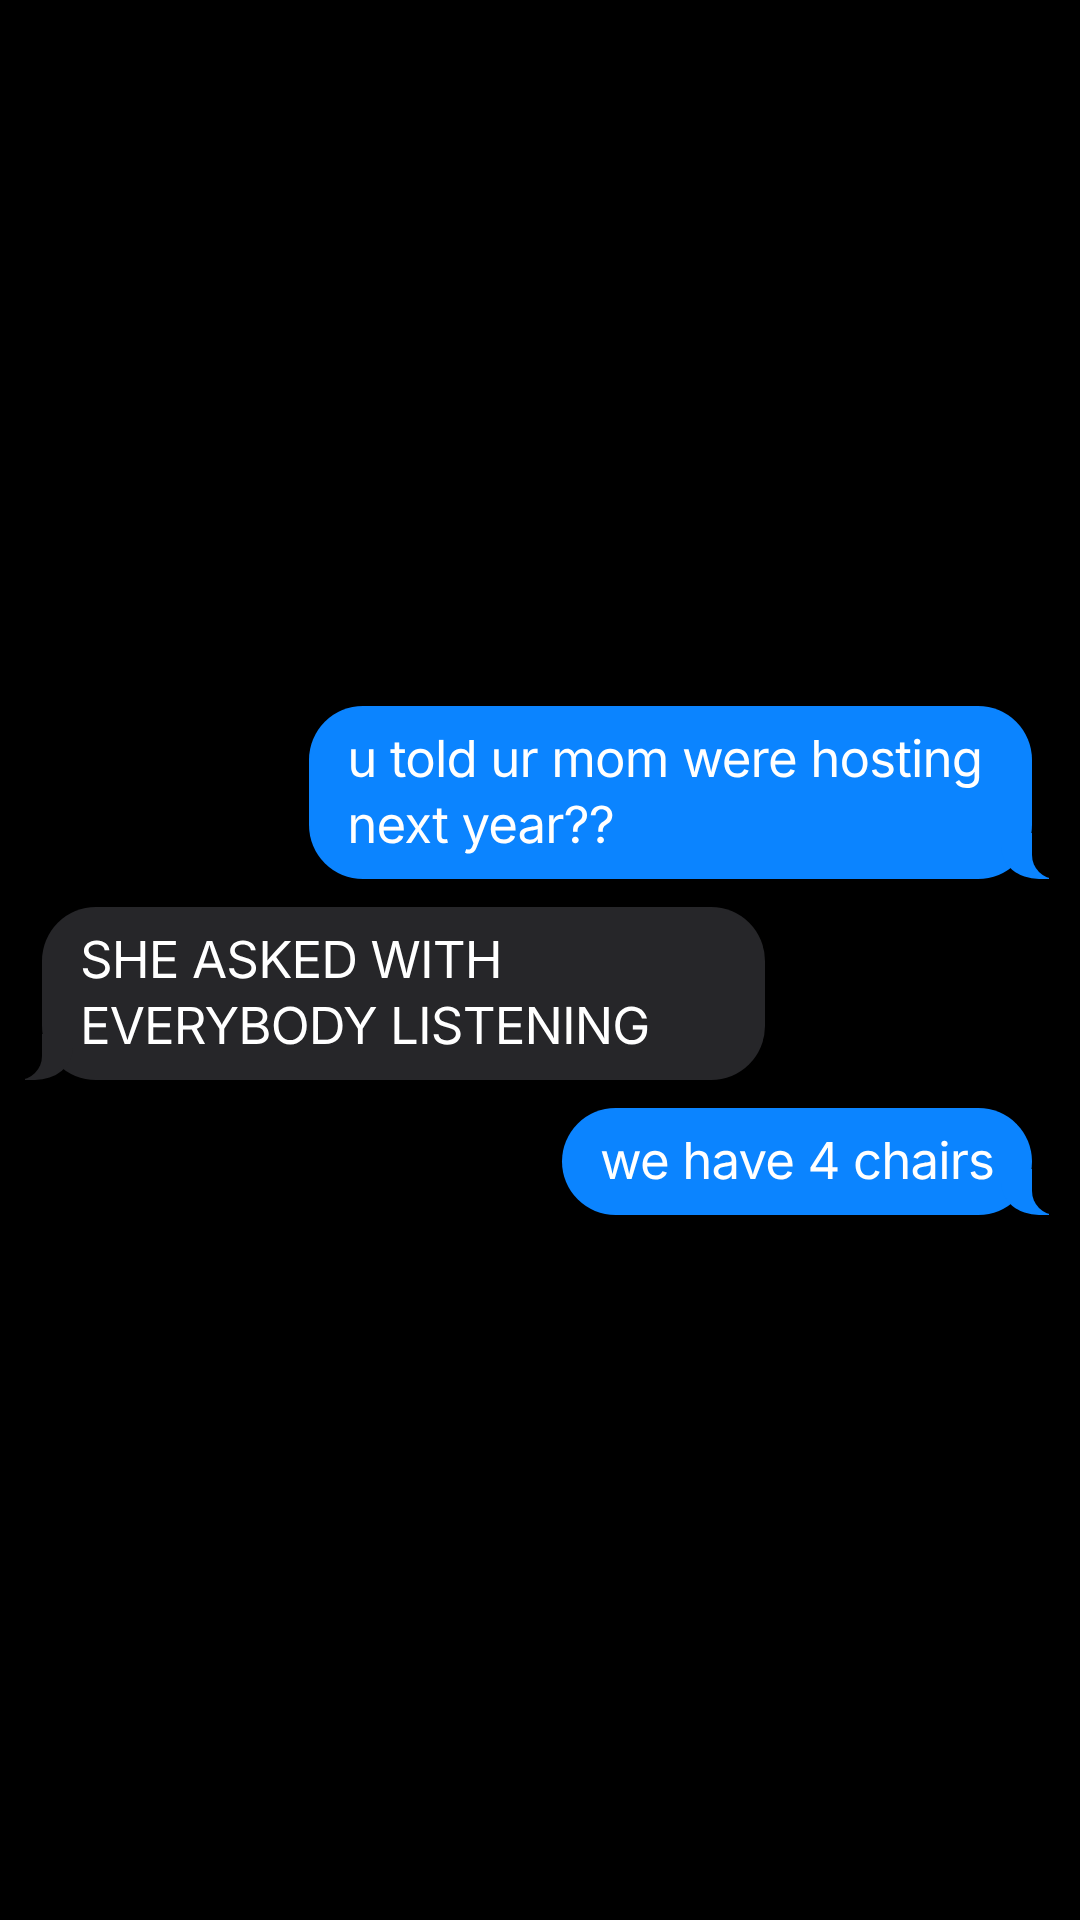 u told ur mom were hosting
next year??
SHE ASKED WITH
EVERYBODY LISTENING
we have 4 chairs